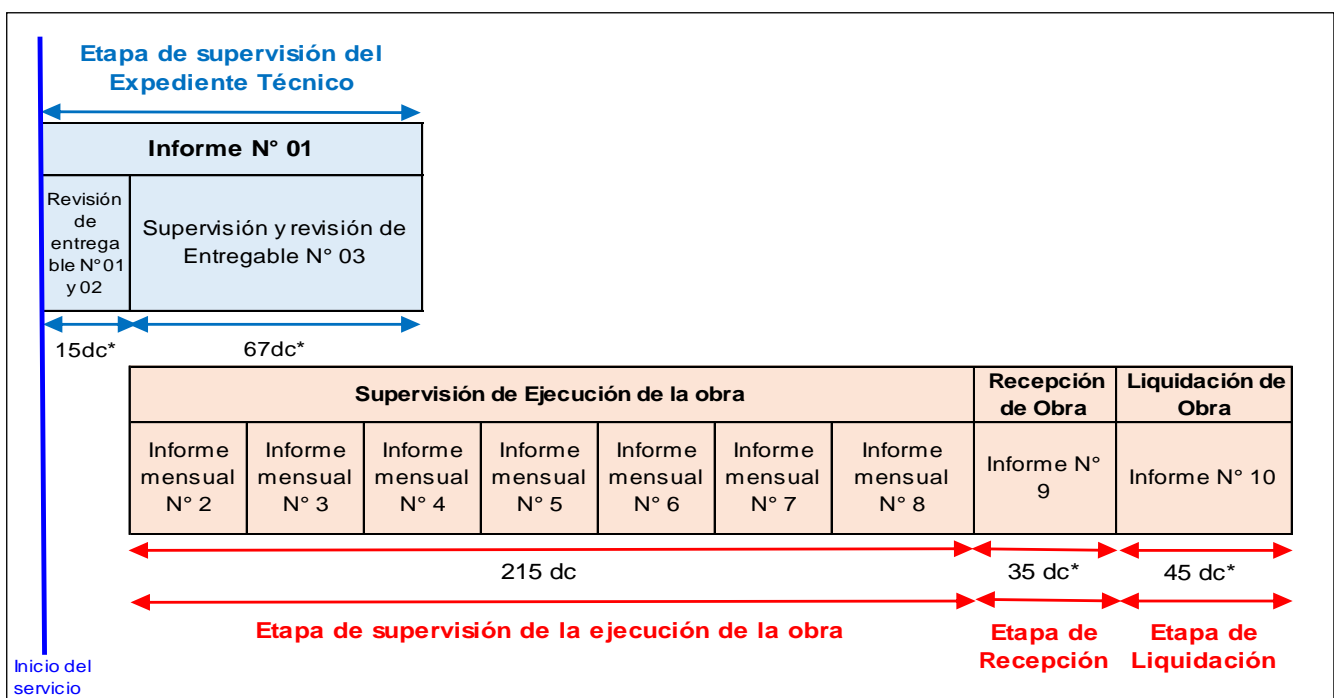 Etapa de supervisión del
Expediente Técnico
Informe N° 01
Revisión
de
entrega
ble N°01
y 02
Supervisión y revisión de
Entregable N° 03
15dc*
67dc*
Supervisión de Ejecución de la obra
Recepción
de Obra
Liquidación de
Obra
Informe
mensual
N° 2
Informe
mensual
N° 3
Informe
mensual
N° 4
Informe
mensual
N° 5
Informe
mensual
N° 6
Informe
mensual
N° 7
Informe
mensual
N° 8
Informe N°
9
Informe N° 10
215 dc
35 dc*
45 dc*
Etapa de supervisión de la ejecución de la obra
Etapa de
Recepción
Etapa de
Liquidación
Inicio del
servicio